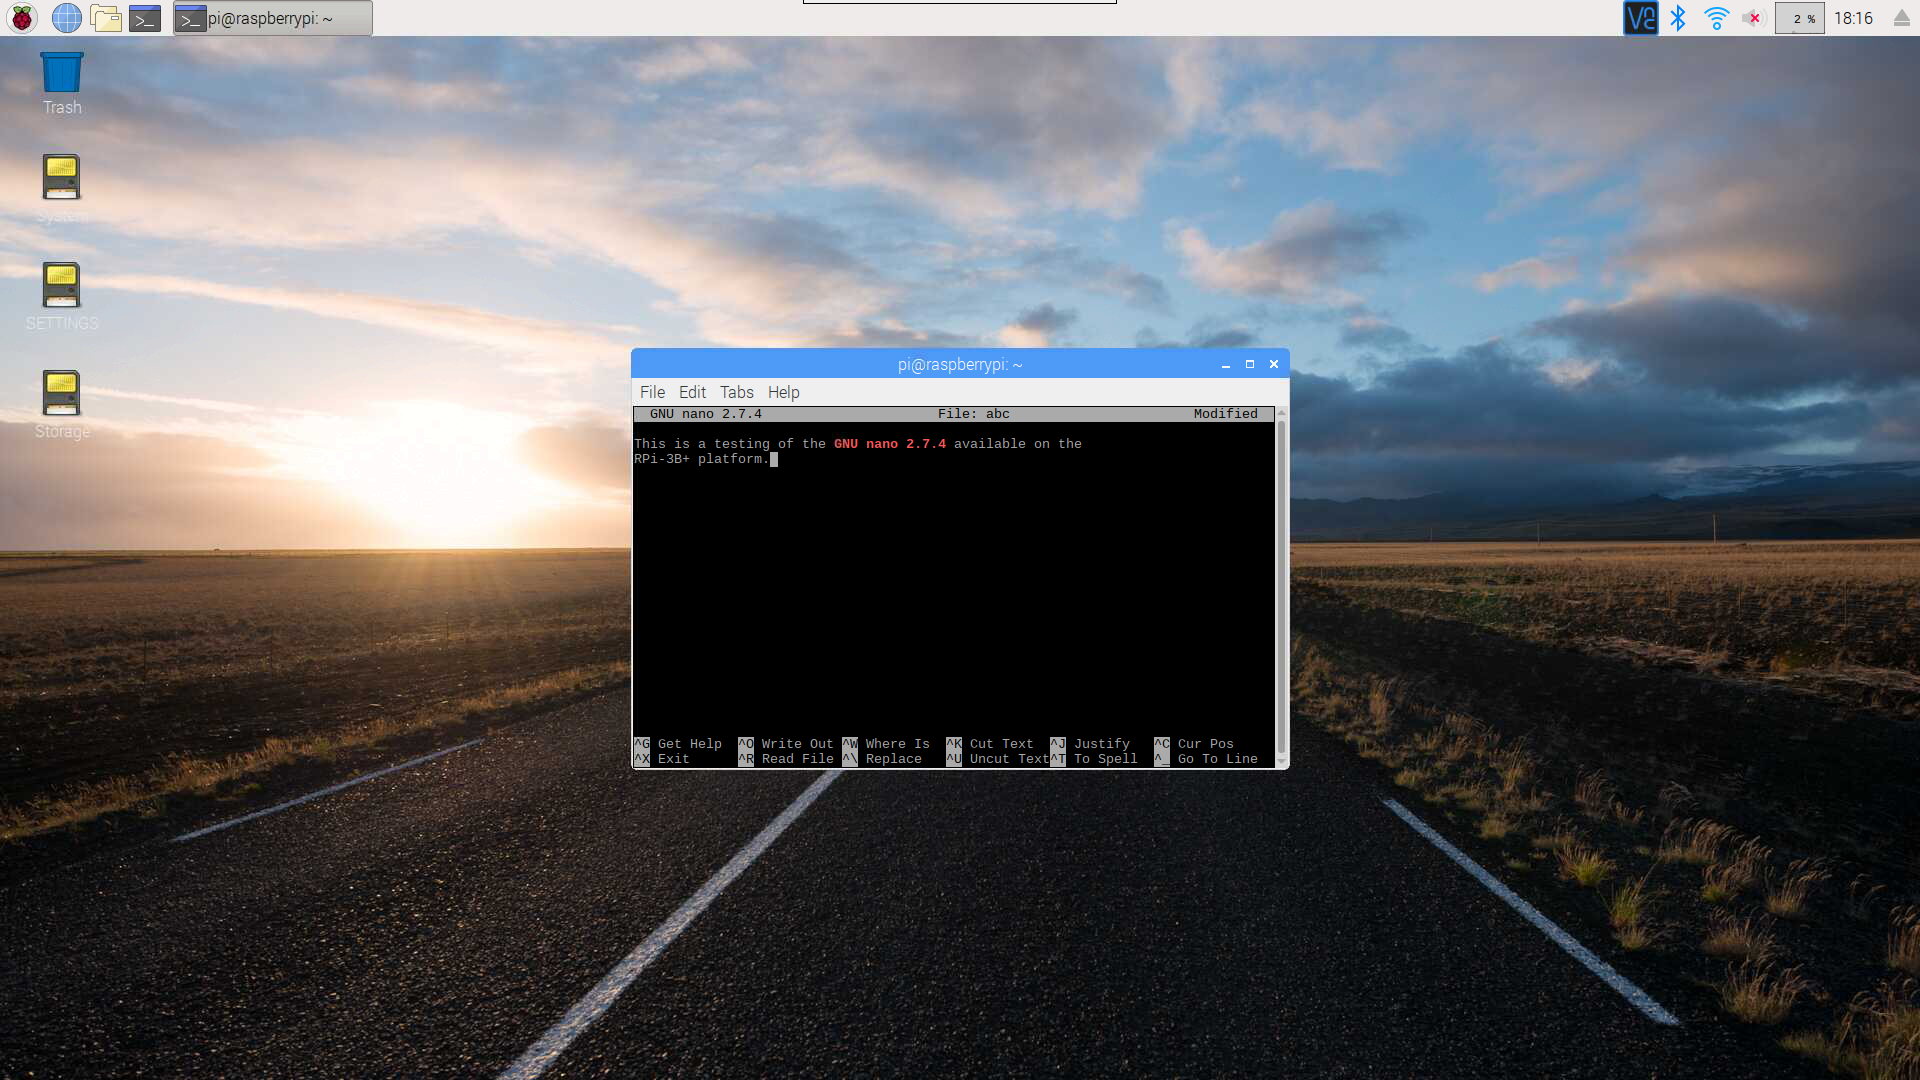 pi@raspberrypi: ~
2 %
18:16
Trash
System
SETTINGS
Storage
pi@raspberrypi: ~
File Edit Tabs Help
GNU nano 2.7.4 File: abc Modified
This is a testing of the GNU nano 2.7.4 available on the
RPi-3B+ platform.
^G Get Help ^O Write Out ^W Where Is ^K Cut Text ^J Justify ^C Cur Pos
^X Exit ^R Read File ^\ Replace ^U Uncut Text ^T To Spell ^_ Go To Line